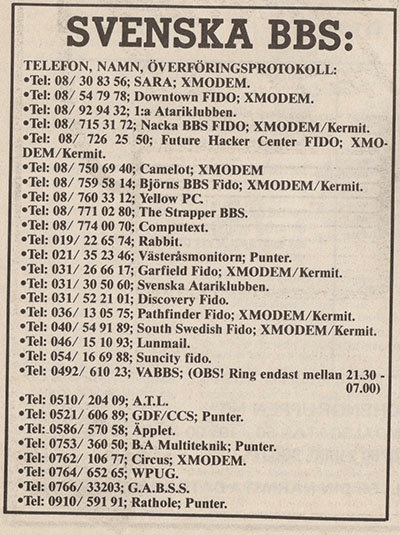 SVENSKA BBS:
TELEFON, NAMN, ÖVERFÖRINGSPROTOKOLL:
•Tel: 08/ 30 83 56; SARA; XMODEM.
•Tel: 08/ 54 79 78; Downtown FIDO; XMODEM.
•Tel: 08/ 92 94 32; 1:a Atariklubben.
•Tel: 08/ 715 31 72; Nacka BBS FIDO; XMODEM/Kermit.
•Tel: 08/ 726 25 50; Future Hacker Center FIDO; XMO-
DEM/Kermit.
•Tel: 08/ 750 69 40; Camelot; XMODEM
•Tel: 08/ 759 58 14; Björns BBS Fido; XMODEM/Kermit.
•Tel: 08/ 760 33 12; Yellow PC.
•Tel: 08/ 771 02 80; The Strapper BBS.
•Tel: 08/ 774 00 70; Computext.
•Tel: 019/ 22 65 74; Rabbit.
•Tel: 021/ 35 23 46; Västeråsmonitorn; Punter.
•Tel: 031/ 26 66 17; Garfield Fido; XMODEM/Kermit.
•Tel: 031/ 30 50 60; Svenska Atariklubben.
•Tel: 031/ 52 21 01; Discovery Fido.
•Tel: 036/ 13 05 75; Pathfinder Fido; XMODEM/Kermit.
•Tel: 040/ 54 91 89; South Swedish Fido; XMODEM/Kermit.
•Tel: 046/ 15 10 93; Lunmail.
•Tel: 054/ 16 69 88; Suncity fido.
•Tel: 0492/ 610 23; VABBS; (OBS! Ring endast mellan 21.30 -
07.00)
•Tel: 0510/ 204 09; A.T.L.
•Tel: 0521/ 606 89; GDF/CCS; Punter.
•Tel: 0586/ 570 58; Äpplet.
•Tel: 0753/ 360 50; B.A Multiteknik; Punter.
•Tel: 0762/ 106 77; Circus; XMODEM.
•Tel: 0764/ 652 65; WPUG.
•Tel: 0766/ 33203; G.A.B.S.S.
•Tel: 0910/ 591 91; Rathole; Punter.